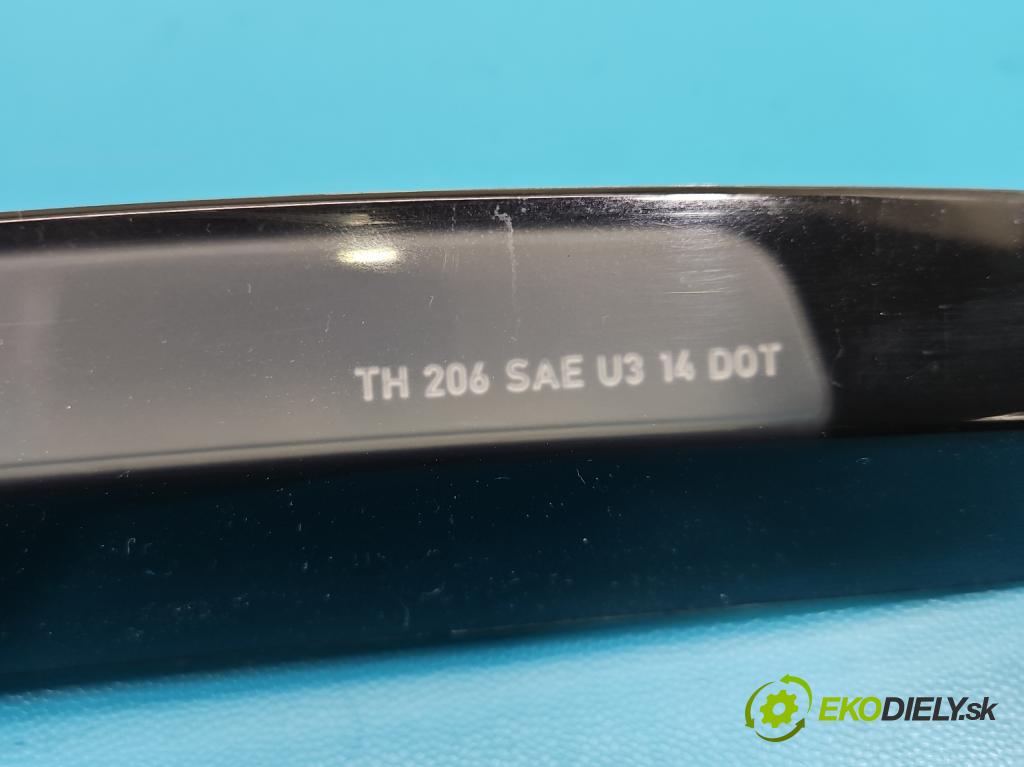 TH 206 SAE U3 14 DOT
EKODIELY.sk